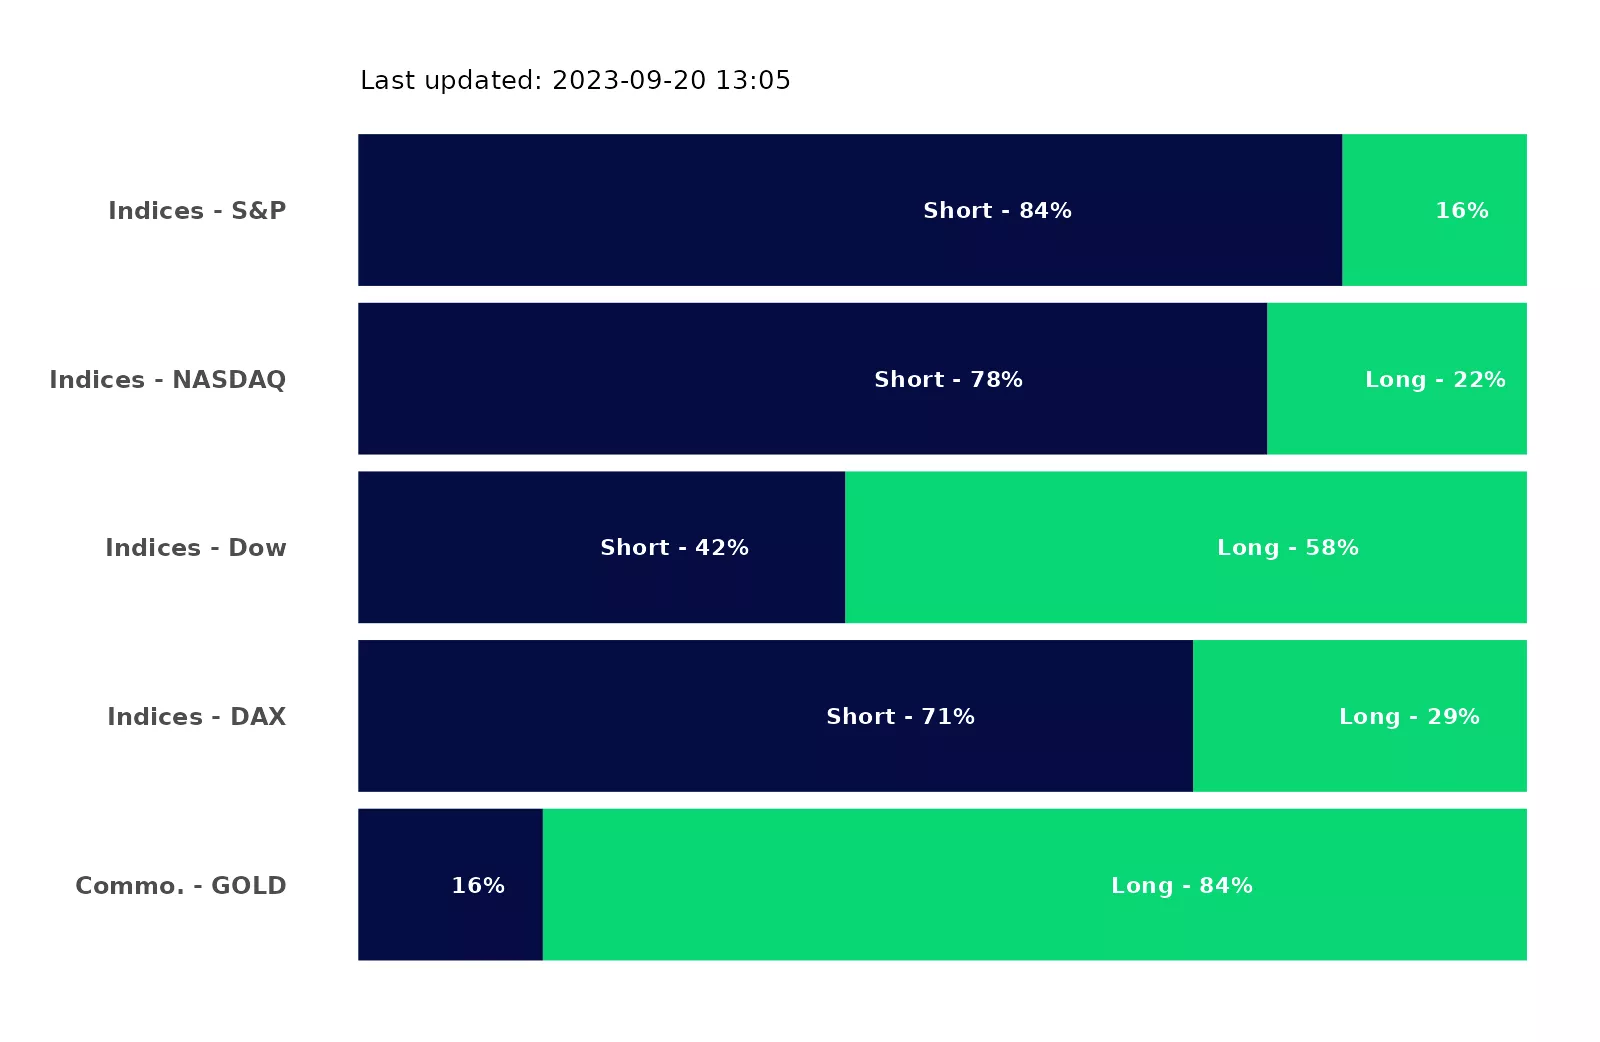 Last updated: 2023-09-20 13:05
Indices - S&P Short - 84% 16%
Indices - NASDAQ Short - 78% Long - 22%
Indices - Dow Short - 42% Long - 58%
Indices - DAX Short - 71% Long - 29%
Commo. - GOLD 16% Long - 84%